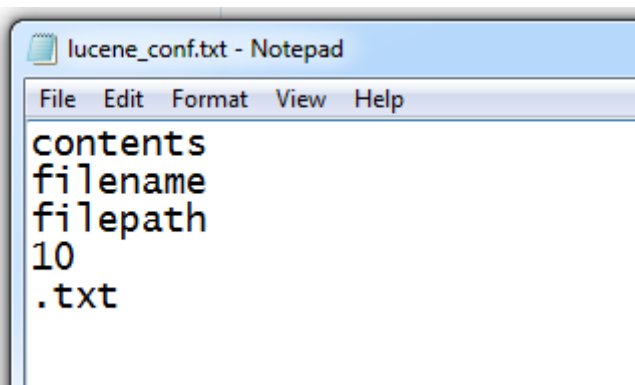 lucene_conf.txt - Notepad
File Edit Format View Help
contents
filename
filepath
10
.txt